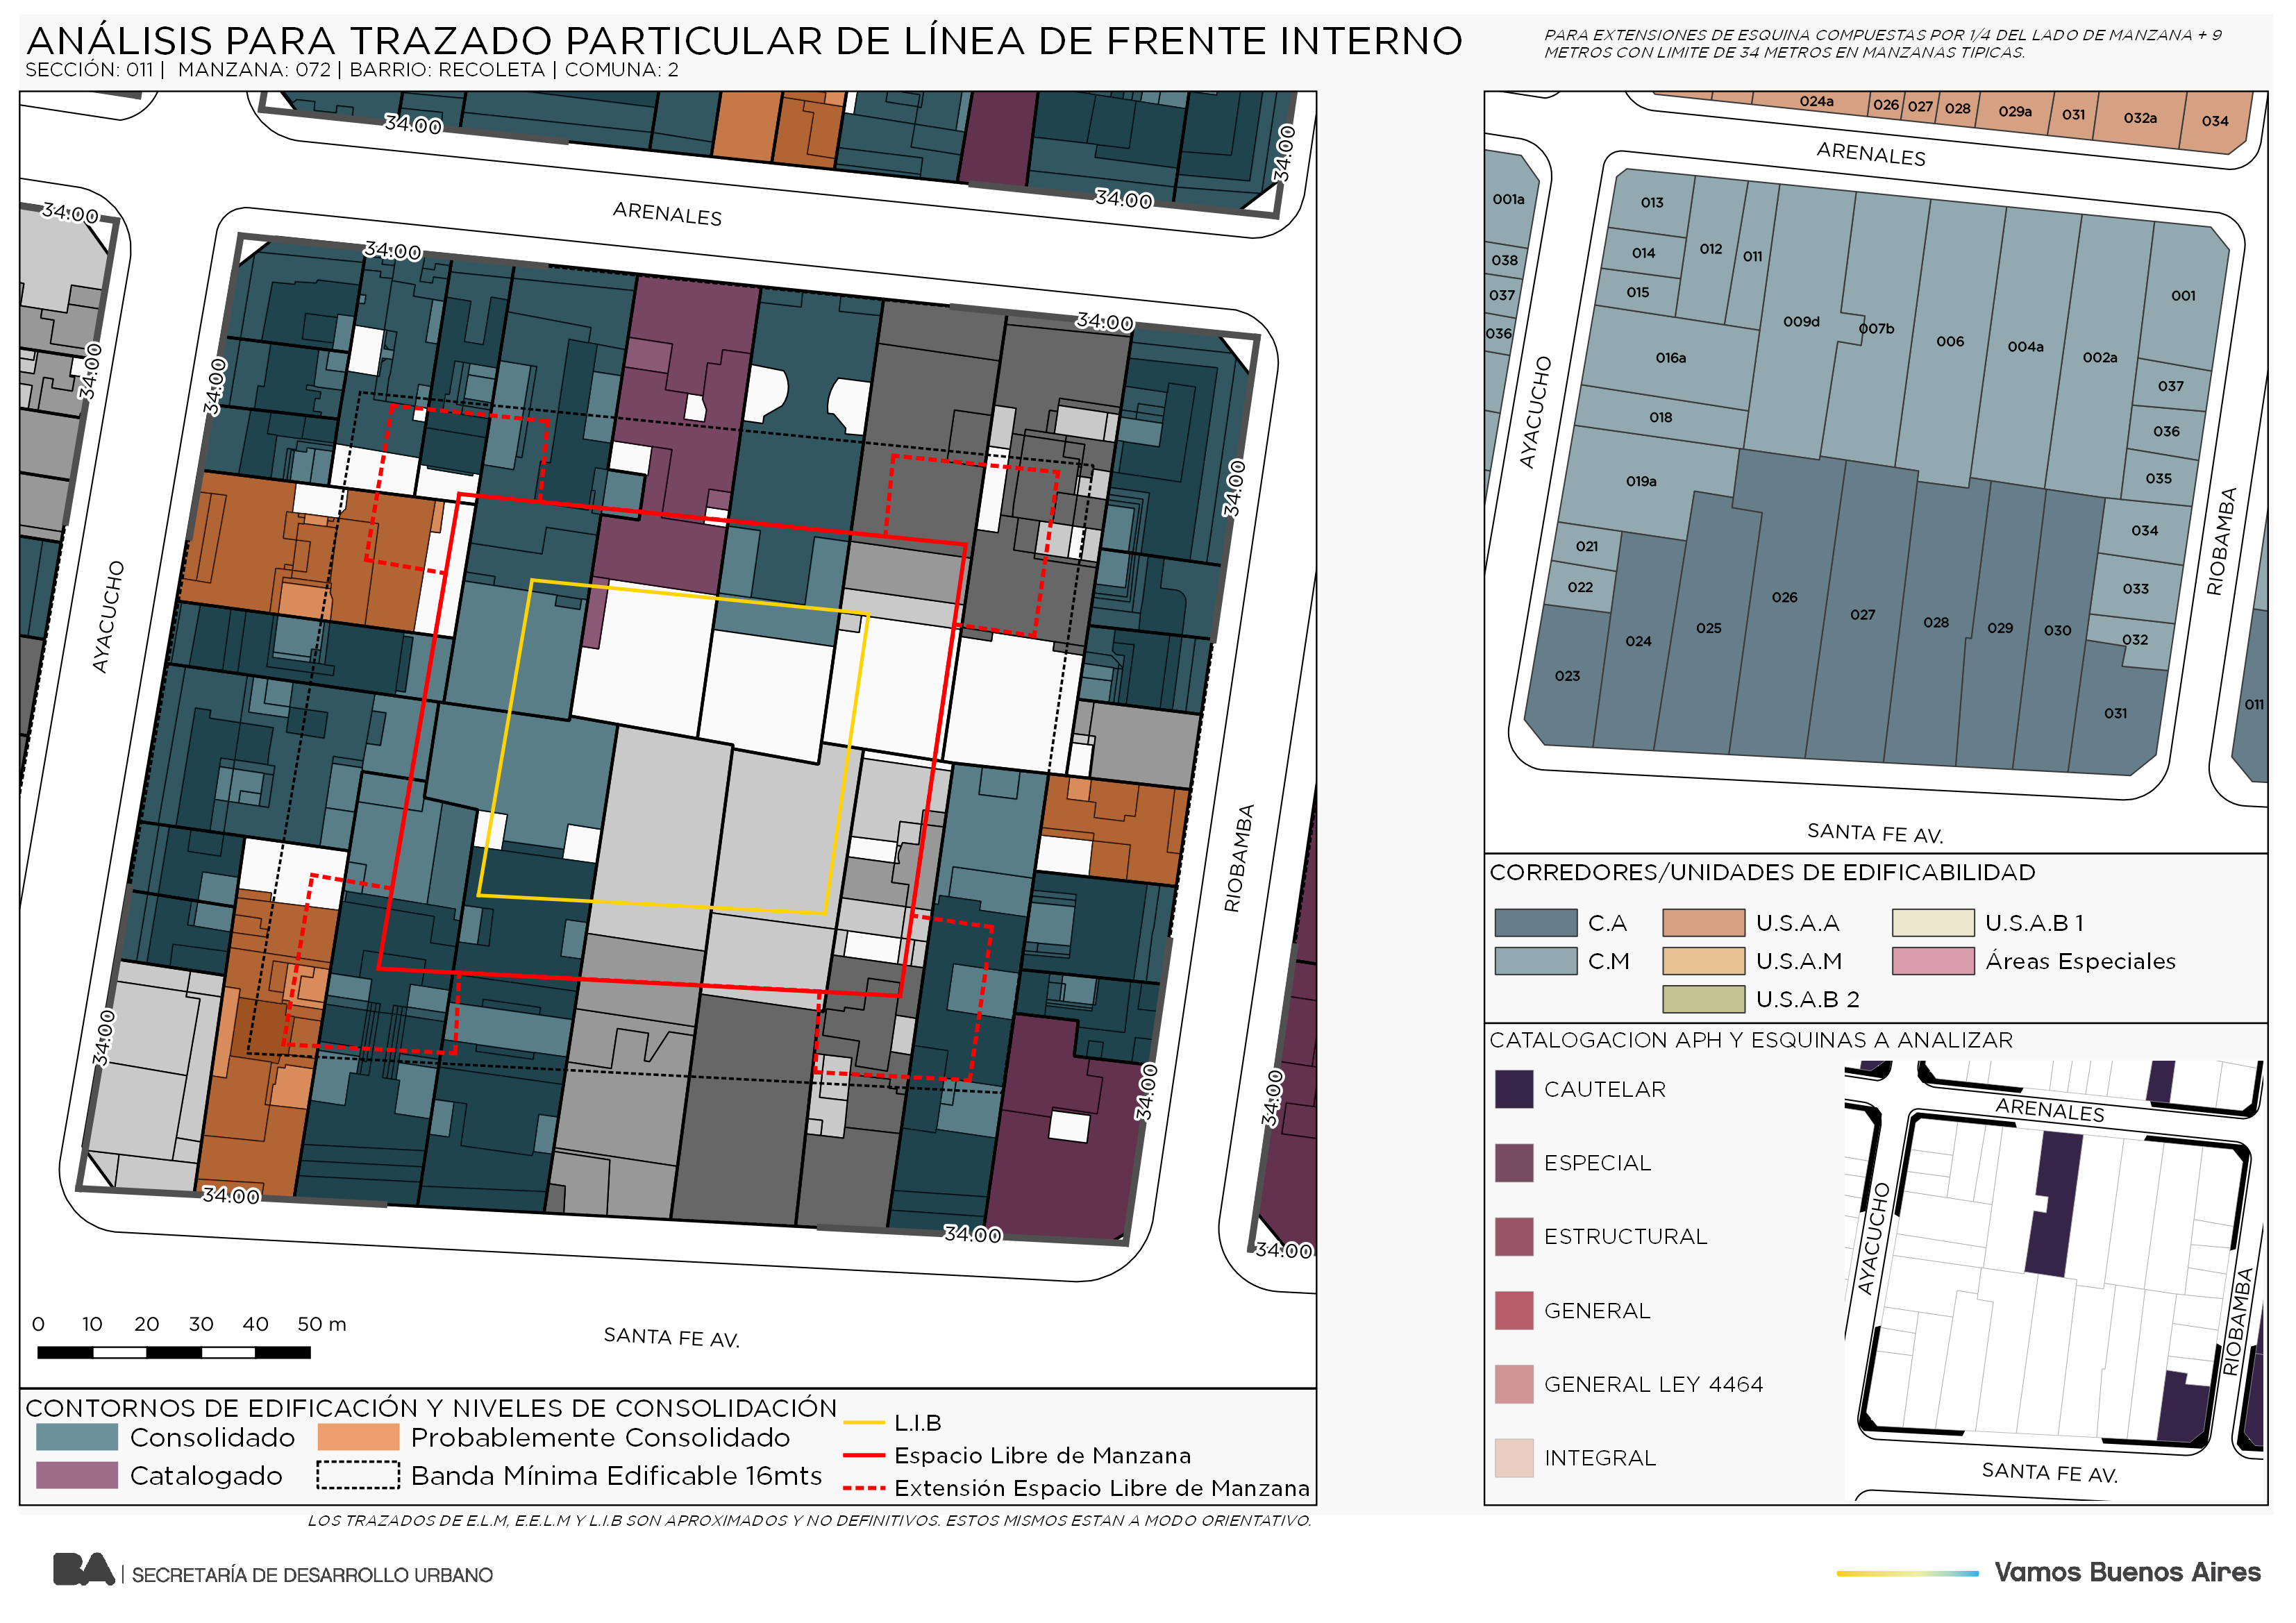 ANÁLISIS PARA TRAZADO PARTICULAR DE LÍNEA DE FRENTE INTERNO
SECCIÓN: 011 | MANZANA: 072 | BARRIO: RECOLETA | COMUNA: 2
PARA EXTENSIONES DE ESQUINA COMPUESTAS POR 1/4 DEL LADO DE MANZANA + 9
METROS CON LIMITE DE 34 METROS EN MANZANAS TIPICAS.
34.00
34.00
34.00
34.00
ARENALES
34.00
34.00
34.00
34.00
34.00
AYACUCHO
RIOBAMBA
34.00
34.00
34.00
34.00
34.00
34.00
SANTA FE AV.
0 10 20 30 40 50 m
CONTORNOS DE EDIFICACIÓN Y NIVELES DE CONSOLIDACIÓN
Consolidado
Probablemente Consolidado
Catalogado
Banda Mínima Edificable 16mts
L.I.B
Espacio Libre de Manzana
Extensión Espacio Libre de Manzana
LOS TRAZADOS DE E.L.M, E.E.L.M Y L.I.B SON APROXIMADOS Y NO DEFINITIVOS. ESTOS MISMOS ESTAN A MODO ORIENTATIVO.
024a 026 027 028 029a 031 032a 034
ARENALES
001a
038
037
036
013
012
011
014
015
009d
007b
006
004a
002a
001
037
036
035
016a
018
019a
021
022
034
033
032
023
024
025
026
027
028
029
030
031
011
AYACUCHO
RIOBAMBA
SANTA FE AV.
CORREDORES/UNIDADES DE EDIFICABILIDAD
C.A
U.S.A.A
U.S.A.B 1
C.M
U.S.A.M
Áreas Especiales
U.S.A.B 2
CATALOGACION APH Y ESQUINAS A ANALIZAR
CAUTELAR
ESPECIAL
ESTRUCTURAL
GENERAL
GENERAL LEY 4464
INTEGRAL
ARENALES
AYACUCHO
RIOBAMBA
SANTA FE AV.
BA | SECRETARÍA DE DESARROLLO URBANO
Vamos Buenos Aires